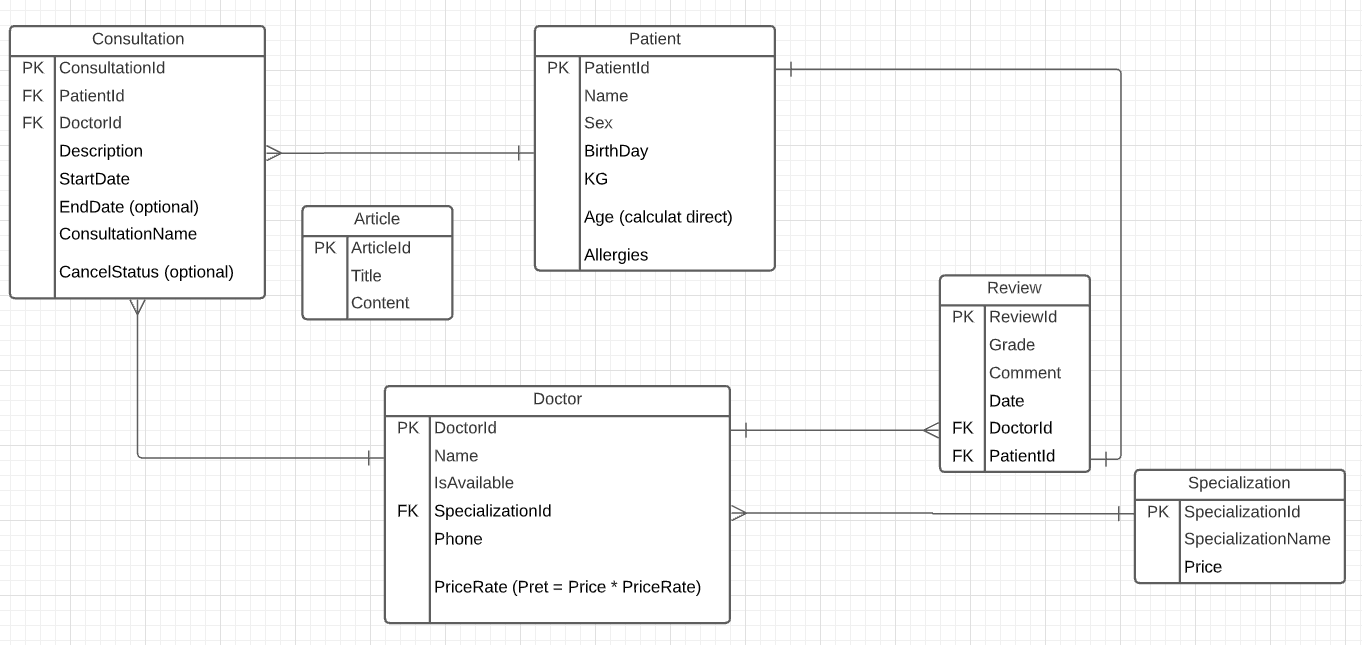 Consultation
PK ConsultationId
FK PatientId
FK DoctorId
Description
StartDate
EndDate (optional)
ConsultationName
CancelStatus (optional)
Patient
PK PatientId
Name
Sex
BirthDay
KG
Age (calculat direct)
Allergies
Article
PK ArticleId
Title
Content
Review
PK ReviewId
Grade
Comment
Date
FK DoctorId
FK PatientId
Doctor
PK DoctorId
Name
IsAvailable
FK SpecializationId
Phone
PriceRate (Pret = Price * PriceRate)
Specialization
PK SpecializationId
SpecializationName
Price